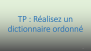 TP : Réalisez un
dictionnaire ordonné